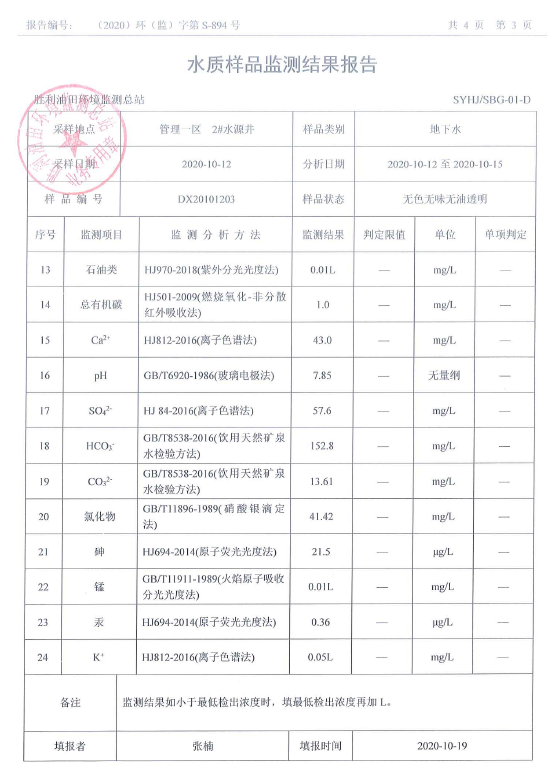 报告编号： （2020）环（监）字第 S-894 号 共 4 页 第 3 页
水质样品监测结果报告
胜利油田环境监测总站 SYHJ/SBG-01-D
采样地点 管理一区 2#水源井 样品类别 地下水
采样日期 2020-10-12 分析日期 2020-10-12 至 2020-10-15
样品编号 DX20101203 样品状态 无色无味无油透明
序号 监测项目 监测分析方法 监测结果 判定限值 单位 单项判定
13 石油类 HJ970-2018(紫外分光光度法) 0.01L — mg/L —
14 总有机碳 HJ501-2009(燃烧氧化-非分散
红外吸收法) 1.0 — mg/L —
15 Ca²⁺ HJ812-2016(离子色谱法) 43.0 — mg/L —
16 pH GB/T6920-1986(玻璃电极法) 7.85 — 无量纲 —
17 SO₄²⁻ HJ 84-2016(离子色谱法) 57.6 — mg/L —
18 HCO₃⁻ GB/T8538-2016(饮用天然矿泉
水检验方法) 152.8 — mg/L —
19 CO₃²⁻ GB/T8538-2016(饮用天然矿泉
水检验方法) 13.61 — mg/L —
20 氯化物 GB/T11896-1989(硝酸银滴定
法) 41.42 — mg/L —
21 砷 HJ694-2014(原子荧光光度法) 21.5 — μg/L —
22 锰 GB/T11911-1989(火焰原子吸收
分光光度法) 0.01L — mg/L —
23 汞 HJ694-2014(原子荧光光度法) 0.36 — μg/L —
24 K⁺ HJ812-2016(离子色谱法) 0.05L — mg/L —
备注 监测结果如小于最低检出浓度时，填最低检出浓度再加 L。
填报者 张楠 填报时间 2020-10-19